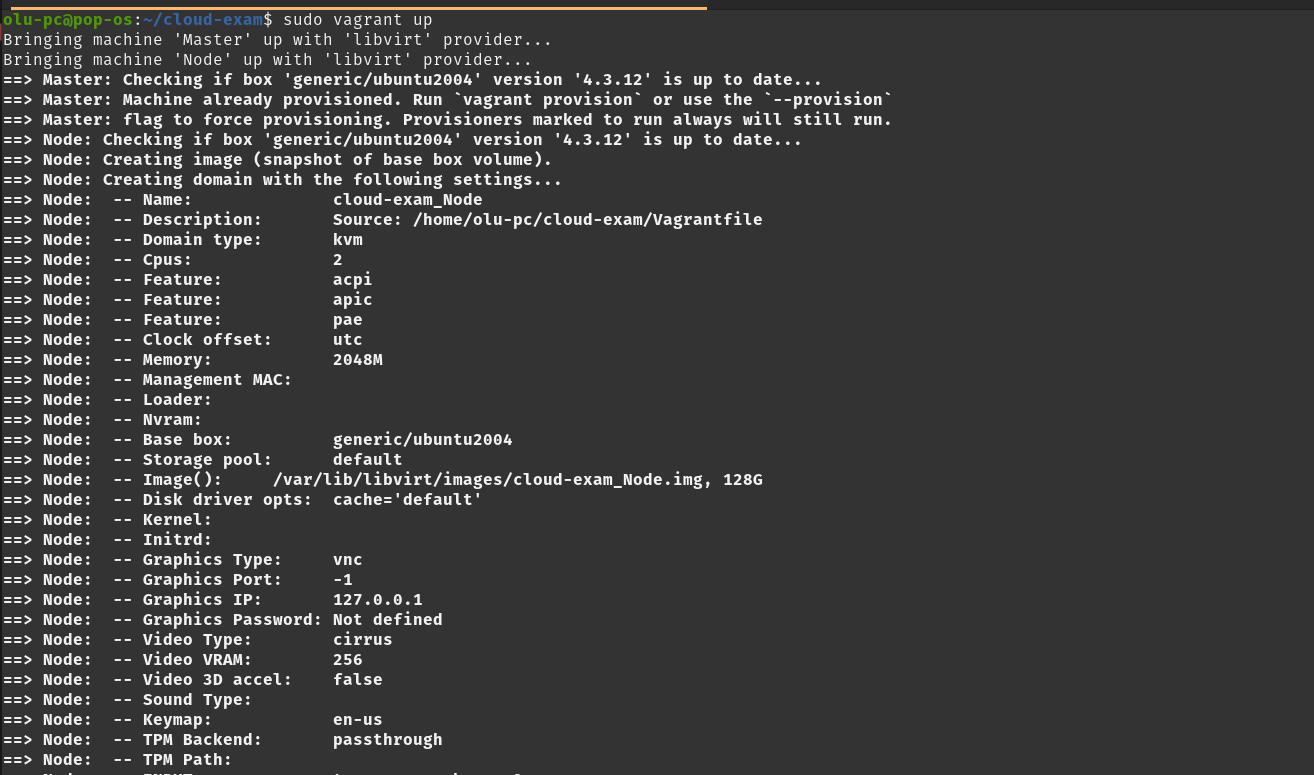 olu-pc@pop-os:~/cloud-exam$ sudo vagrant up
Bringing machine 'Master' up with 'libvirt' provider...
Bringing machine 'Node' up with 'libvirt' provider...
==> Master: Checking if box 'generic/ubuntu2004' version '4.3.12' is up to date...
==> Master: Machine already provisioned. Run `vagrant provision` or use the `--provision`
==> Master: flag to force provisioning. Provisioners marked to run always will still run.
==> Node: Checking if box 'generic/ubuntu2004' version '4.3.12' is up to date...
==> Node: Creating image (snapshot of base box volume).
==> Node: Creating domain with the following settings...
==> Node:  -- Name:              cloud-exam_Node
==> Node:  -- Description:       Source: /home/olu-pc/cloud-exam/Vagrantfile
==> Node:  -- Domain type:       kvm
==> Node:  -- Cpus:              2
==> Node:  -- Feature:           acpi
==> Node:  -- Feature:           apic
==> Node:  -- Feature:           pae
==> Node:  -- Clock offset:      utc
==> Node:  -- Memory:            2048M
==> Node:  -- Management MAC:
==> Node:  -- Loader:
==> Node:  -- Nvram:
==> Node:  -- Base box:          generic/ubuntu2004
==> Node:  -- Storage pool:      default
==> Node:  -- Image():     /var/lib/libvirt/images/cloud-exam_Node.img, 128G
==> Node:  -- Disk driver opts:  cache='default'
==> Node:  -- Kernel:
==> Node:  -- Initrd:
==> Node:  -- Graphics Type:     vnc
==> Node:  -- Graphics Port:     -1
==> Node:  -- Graphics IP:       127.0.0.1
==> Node:  -- Graphics Password: Not defined
==> Node:  -- Video Type:        cirrus
==> Node:  -- Video VRAM:        256
==> Node:  -- Video 3D accel:    false
==> Node:  -- Sound Type:
==> Node:  -- Keymap:            en-us
==> Node:  -- TPM Backend:       passthrough
==> Node:  -- TPM Path: